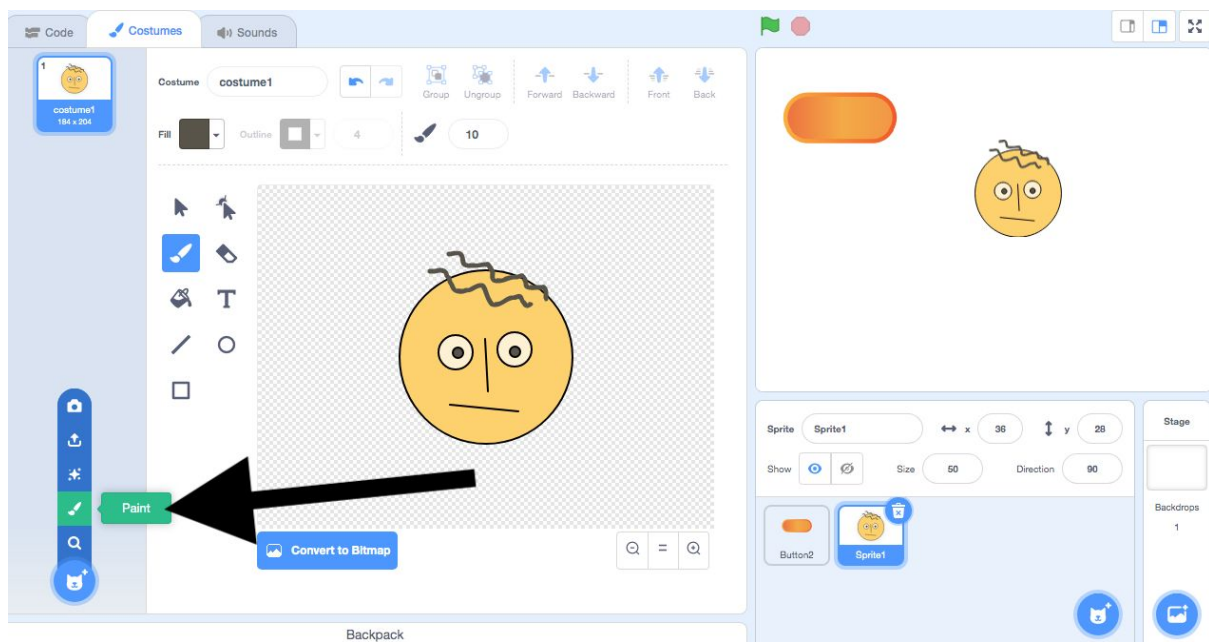 Code
Costumes
Sounds
1
costume1
184 x 204
Costume
costume1
Group
Ungroup
Forward
Backward
Front
Back
Fill
Outline
4
10
T
Paint
Convert to Bitmap
Backpack
Sprite
Sprite1
x
36
y
28
Show
Size
50
Direction
90
Button2
Sprite1
Stage
Backdrops
1